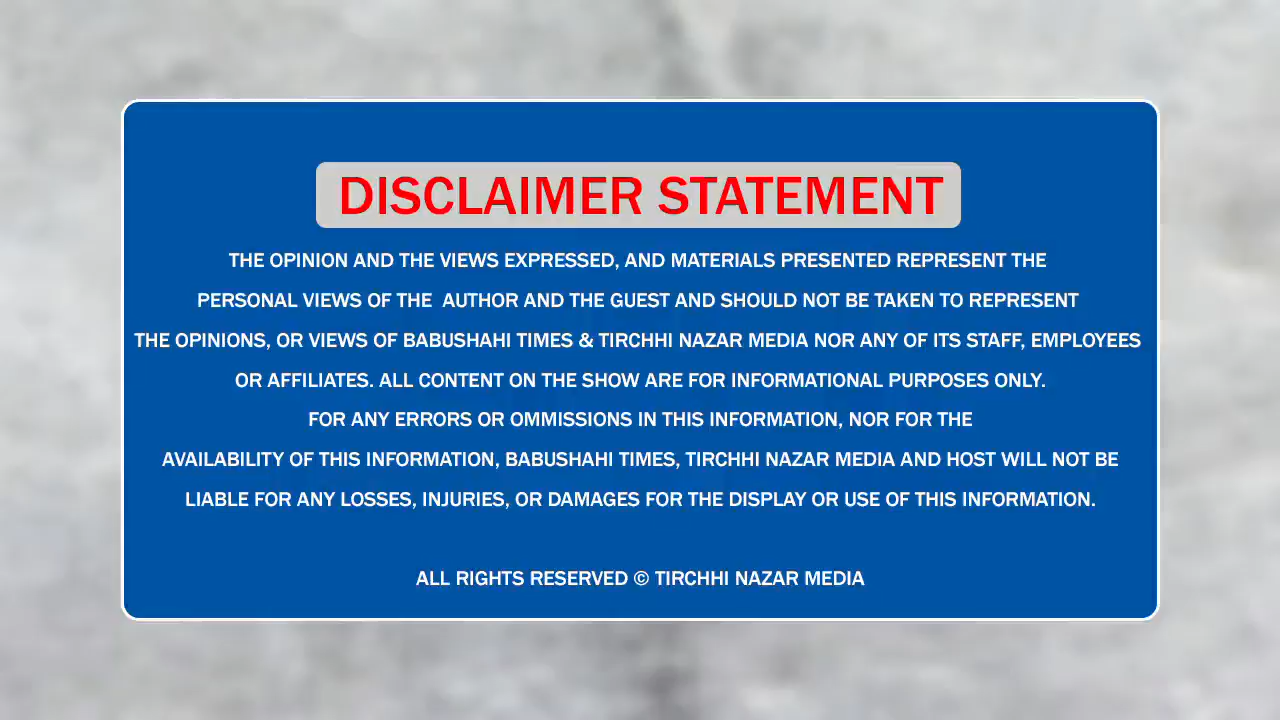 DISCLAIMER STATEMENT
THE OPINION AND THE VIEWS EXPRESSED, AND MATERIALS PRESENTED REPRESENT THE
PERSONAL VIEWS OF THE  AUTHOR AND THE GUEST AND SHOULD NOT BE TAKEN TO REPRESENT
THE OPINIONS, OR VIEWS OF BABUSHAHI TIMES & TIRCHHI NAZAR MEDIA NOR ANY OF ITS STAFF, EMPLOYEES
OR AFFILIATES. ALL CONTENT ON THE SHOW ARE FOR INFORMATIONAL PURPOSES ONLY.
FOR ANY ERRORS OR OMMISSIONS IN THIS INFORMATION, NOR FOR THE
AVAILABILITY OF THIS INFORMATION, BABUSHAHI TIMES, TIRCHHI NAZAR MEDIA AND HOST WILL NOT BE
LIABLE FOR ANY LOSSES, INJURIES, OR DAMAGES FOR THE DISPLAY OR USE OF THIS INFORMATION.
ALL RIGHTS RESERVED © TIRCHHI NAZAR MEDIA